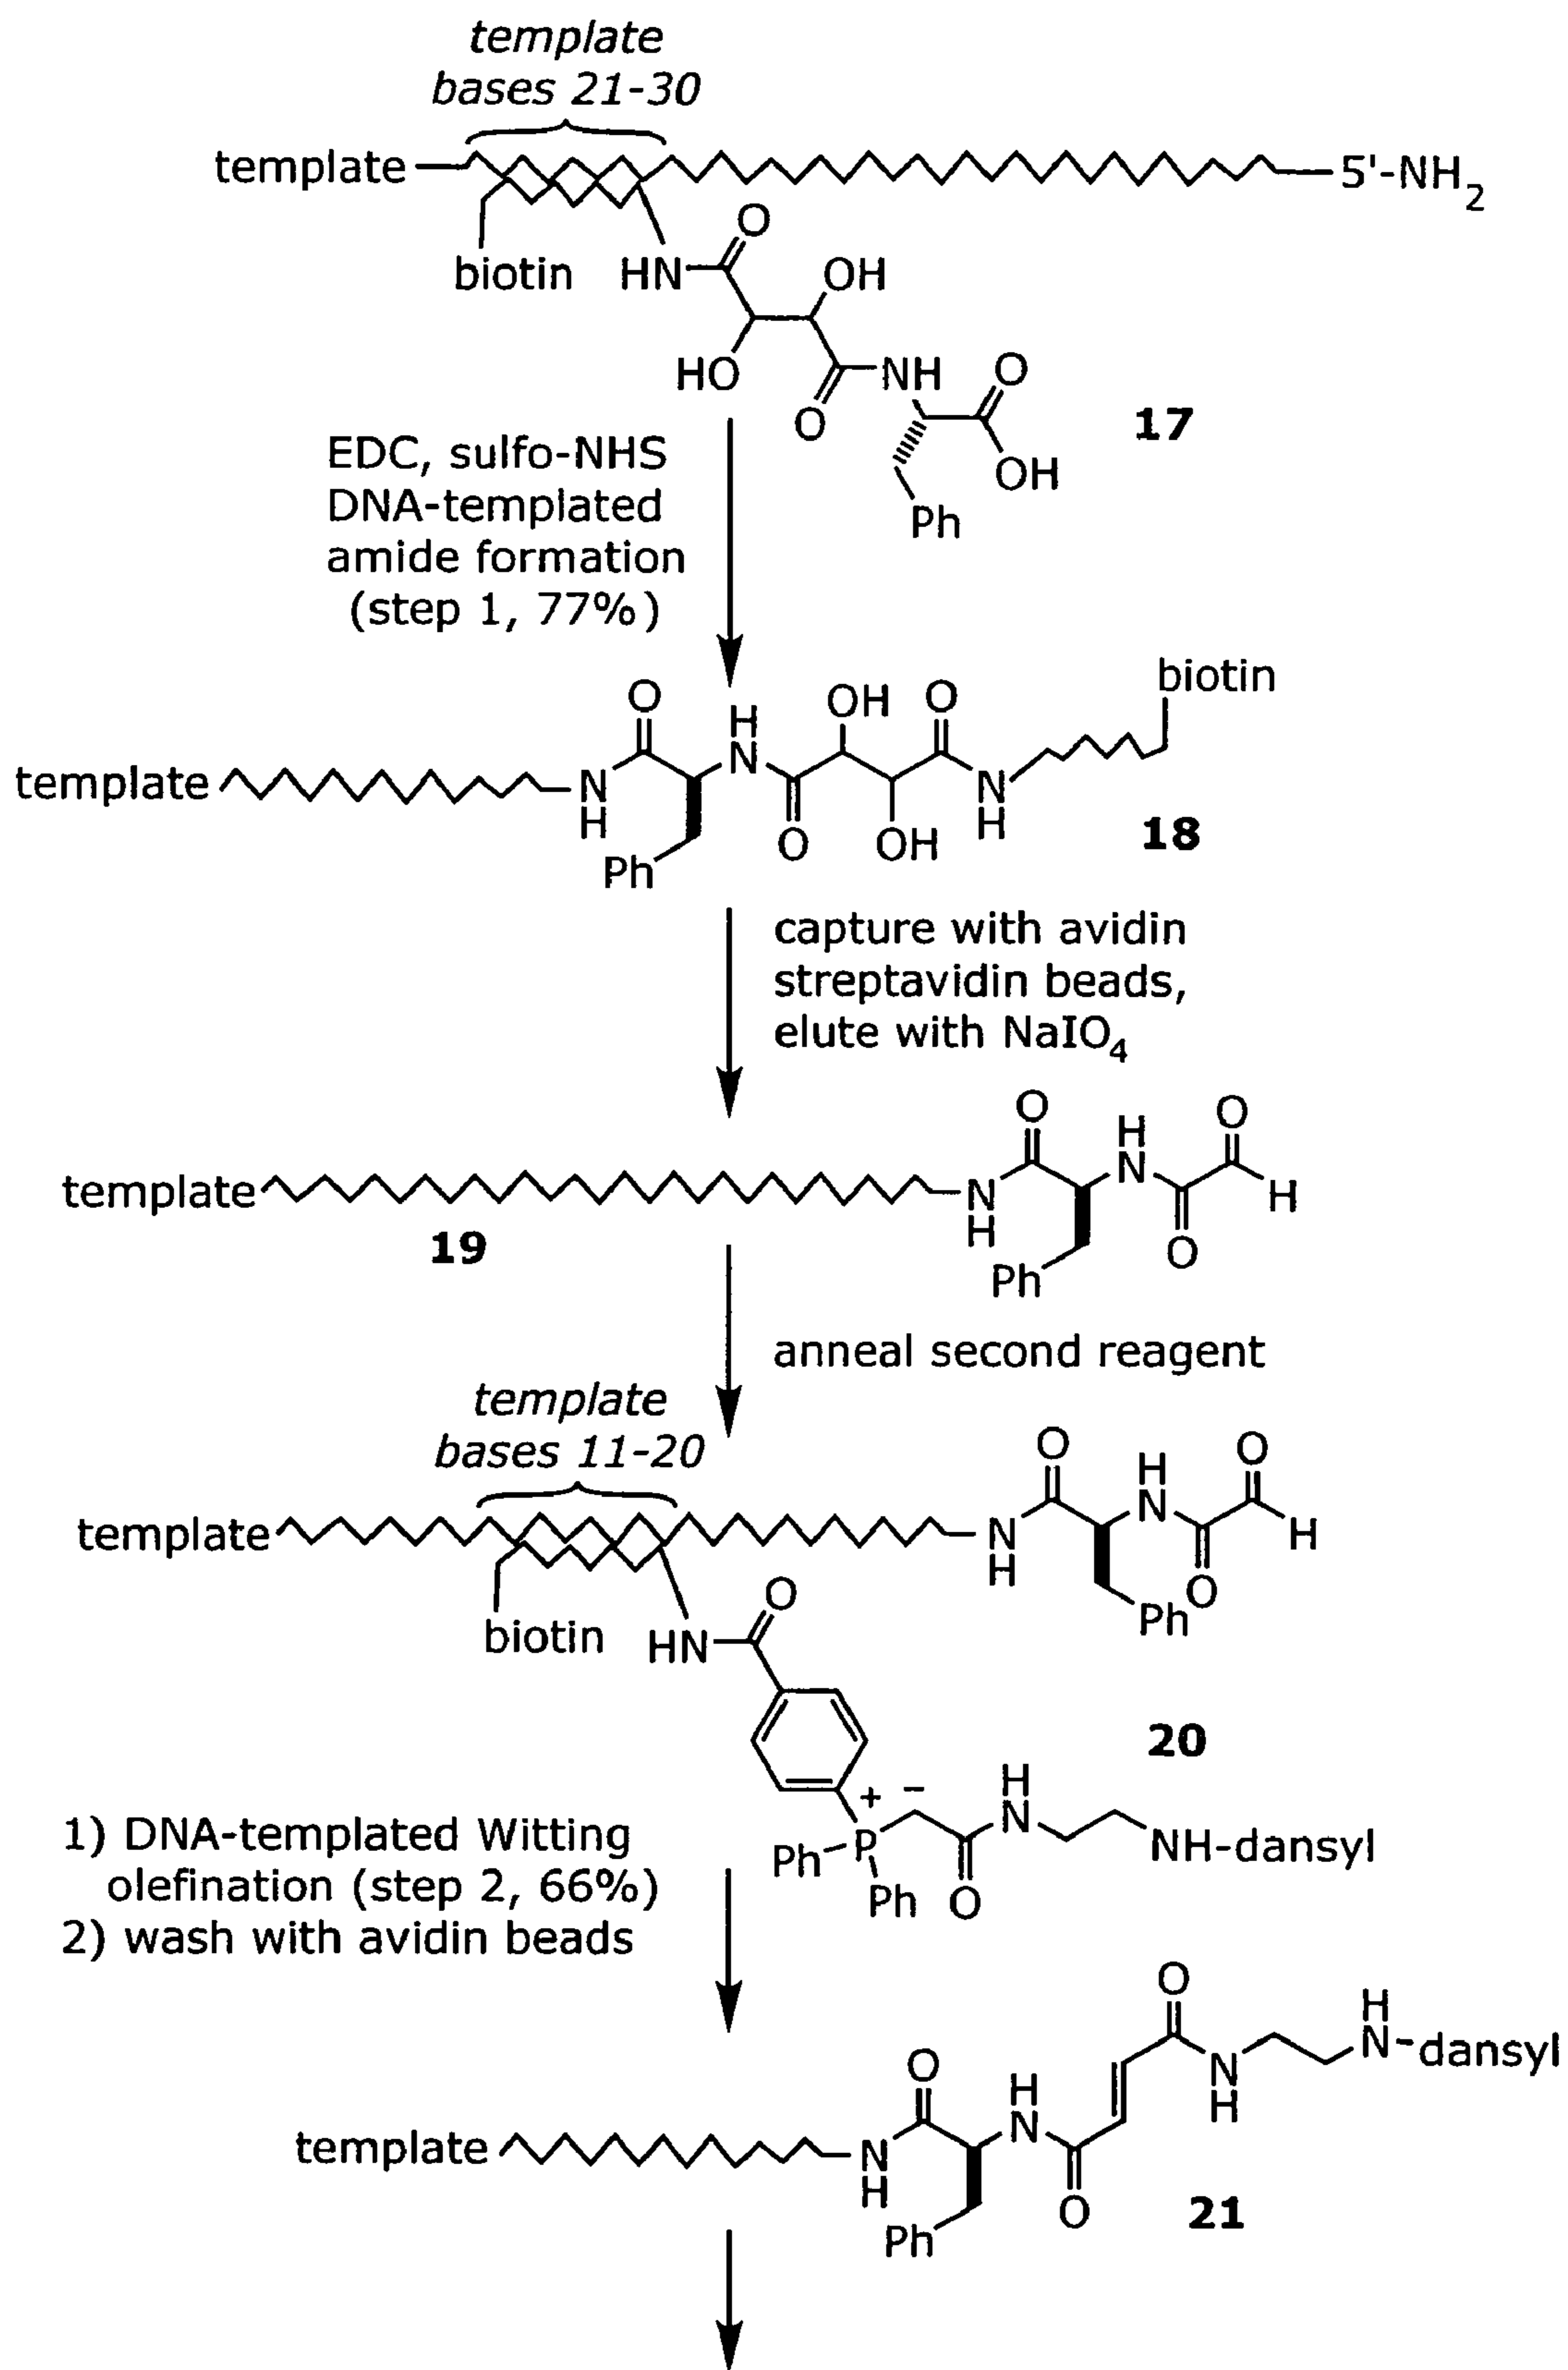 template
bases 21-30
template
5'-NH2
biotin
HN
O
OH
HO
O
NH
O
OH
Ph
17
EDC, sulfo-NHS
DNA-templated
amide formation
(step 1, 77%)
biotin
O
H
N
OH
O
template
N
H
Ph
O
OH
N
H
18
capture with avidin
streptavidin beads,
elute with NaIO4
O
H
N
O
template
N
H
H
Ph
O
19
anneal second reagent
template
bases 11-20
O
H
N
O
template
N
H
H
O
Ph
biotin
HN
O
20
+
-
H
N
Ph
P
Ph
O
NH-dansyl
1) DNA-templated Witting
olefination (step 2, 66%)
2) wash with avidin beads
O
H
N-dansyl
N
H
O
H
N
template
N
H
Ph
O
21